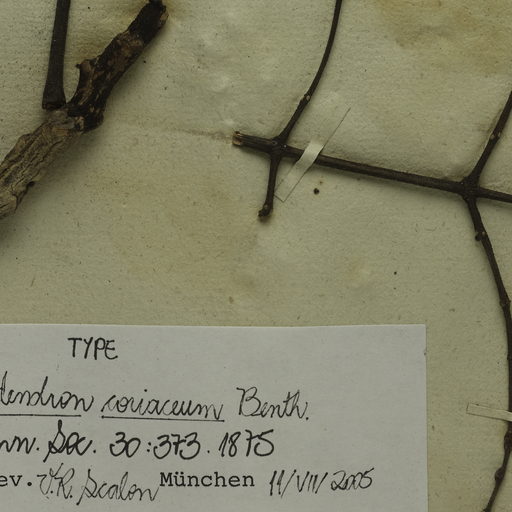 TYPE
dendron coriaceum Benth.
nn. Soc. 30:373. 1875
ev. V.R. Scalon München 11/VII/2005